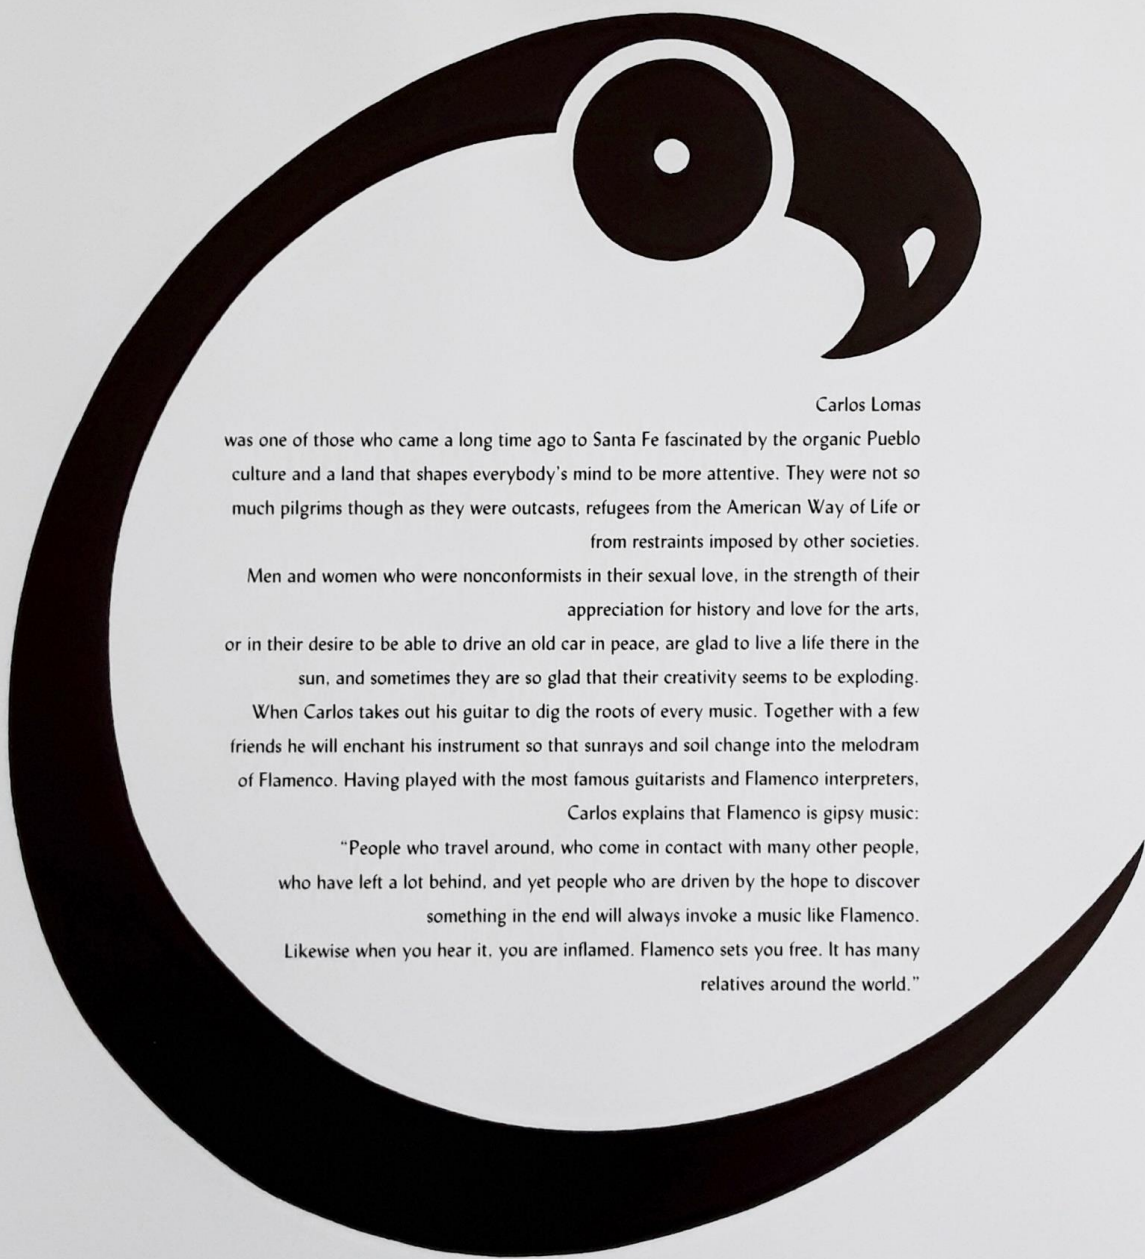 Carlos Lomas
was one of those who came a long time ago to Santa Fe fascinated by the organic Pueblo
culture and a land that shapes everybody's mind to be more attentive. They were not so
much pilgrims though as they were outcasts, refugees from the American Way of Life or
from restraints imposed by other societies.
Men and women who were nonconformists in their sexual love, in the strength of their
appreciation for history and love for the arts,
or in their desire to be able to drive an old car in peace, are glad to live a life there in the
sun, and sometimes they are so glad that their creativity seems to be exploding.
When Carlos takes out his guitar to dig the roots of every music. Together with a few
friends he will enchant his instrument so that sunrays and soil change into the melodram
of Flamenco. Having played with the most famous guitarists and Flamenco interpreters,
Carlos explains that Flamenco is gipsy music:
“People who travel around, who come in contact with many other people,
who have left a lot behind, and yet people who are driven by the hope to discover
something in the end will always invoke a music like Flamenco.
Likewise when you hear it, you are inflamed. Flamenco sets you free. It has many
relatives around the world.”